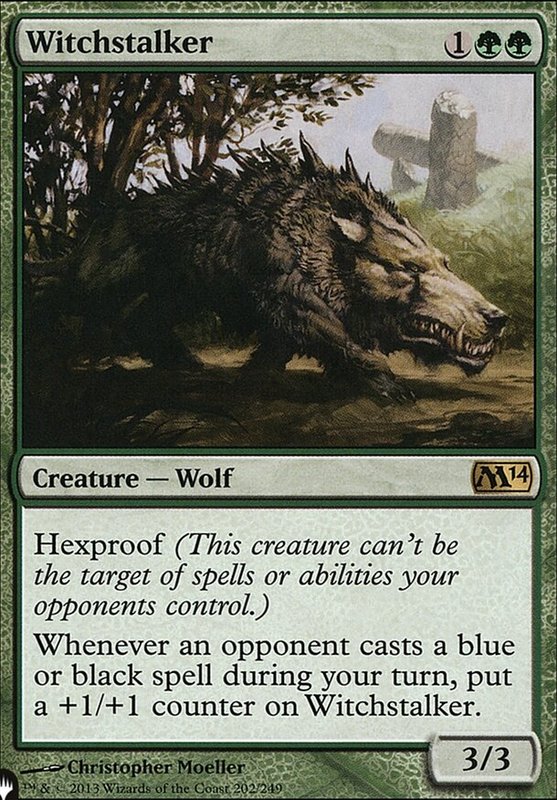 Witchstalker 1
Creature — Wolf M14
Hexproof (This creature can't be
the target of spells or abilities your
opponents control.)
Whenever an opponent casts a blue
or black spell during your turn, put
a +1/+1 counter on Witchstalker.
3/3
Christopher Moeller
& © 2013 Wizards of the Coast 202/249